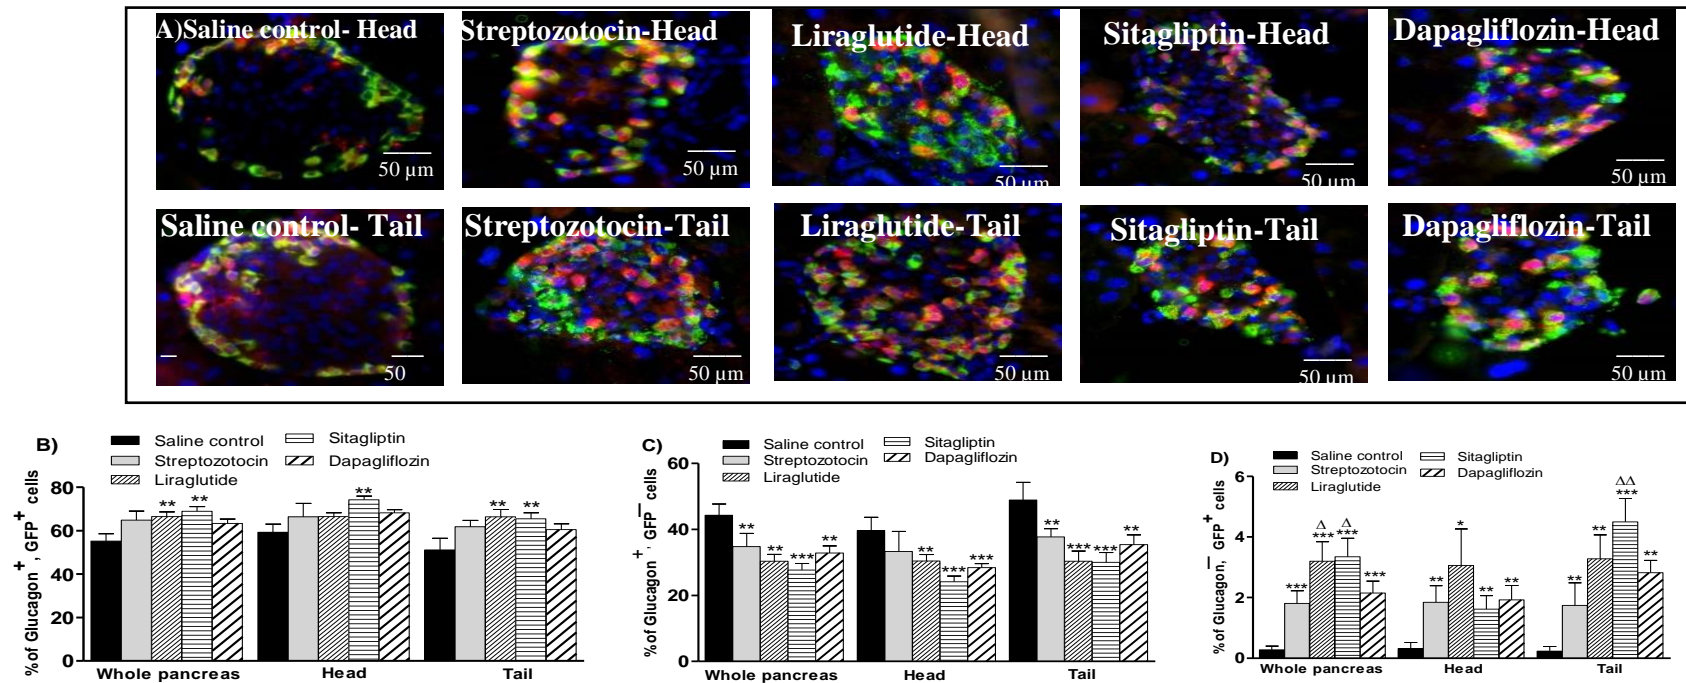 A)Saline control- Head
Streptozotocin-Head
Liraglutide-Head
Sitagliptin-Head
Dapagliflozin-Head
50 µm
50 µm
50 µm
50 µm
50 µm
Saline control- Tail
Streptozotocin-Tail
Liraglutide-Tail
Sitagliptin-Tail
Dapagliflozin-Tail
50
50 µm
50 µm
50 µm
50 µm
B)
Saline control
Streptozotocin
Liraglutide
Sitagliptin
Dapagliflozin
% of Glucagon+, GFP+ cells
80
60
40
20
0
** **
**
** **
Whole pancreas Head Tail
C)
Saline control
Streptozotocin
Liraglutide
Sitagliptin
Dapagliflozin
% of Glucagon+, GFP− cells
60
40
20
0
** ** *** **
** *** ***
** *** *** **
Whole pancreas Head Tail
D)
Saline control
Streptozotocin
Liraglutide
Sitagliptin
Dapagliflozin
% of Glucagon−, GFP+ cells
6
4
2
0
Δ Δ
*** *** *** ***
** * ** **
ΔΔ
** ** *** **
Whole pancreas Head Tail